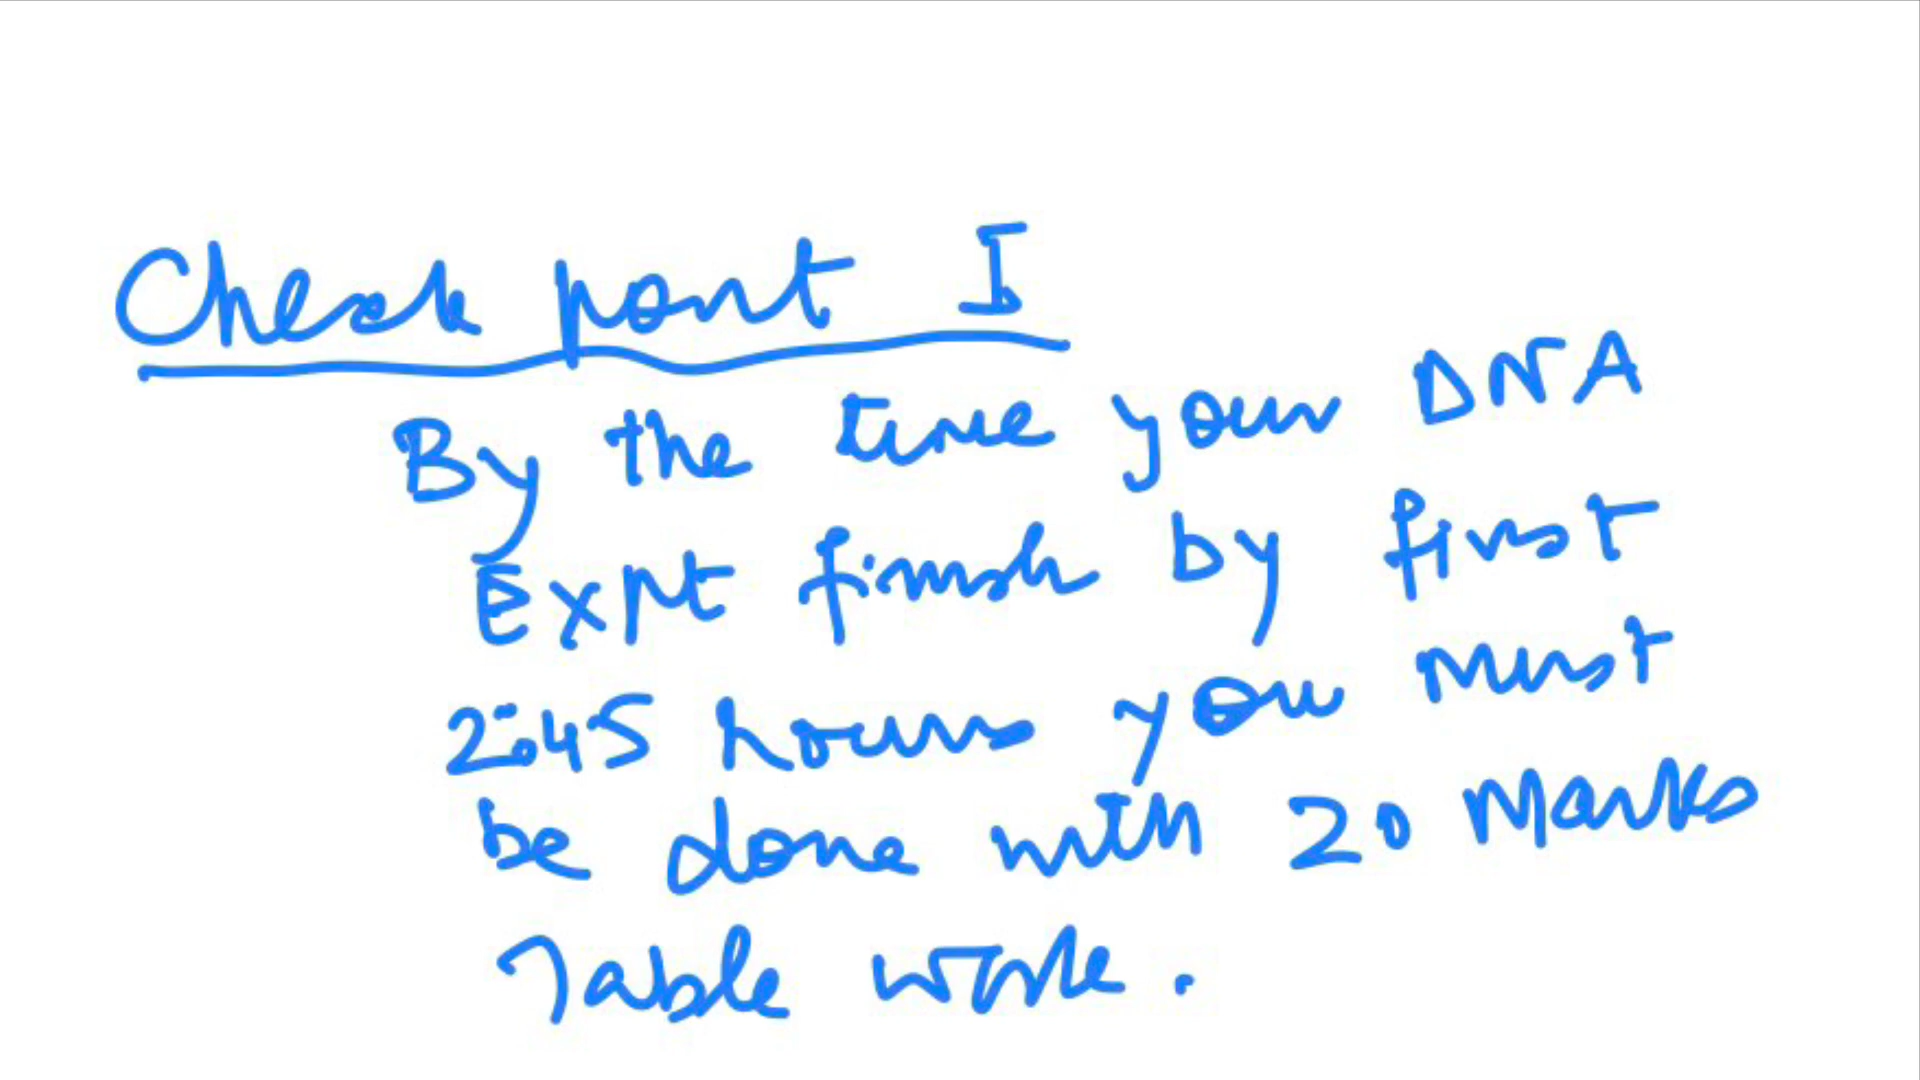 Check point I
By the time your DNA
Expt finish by first
2:45 hours you must
be done with 20 Marks
Table work.